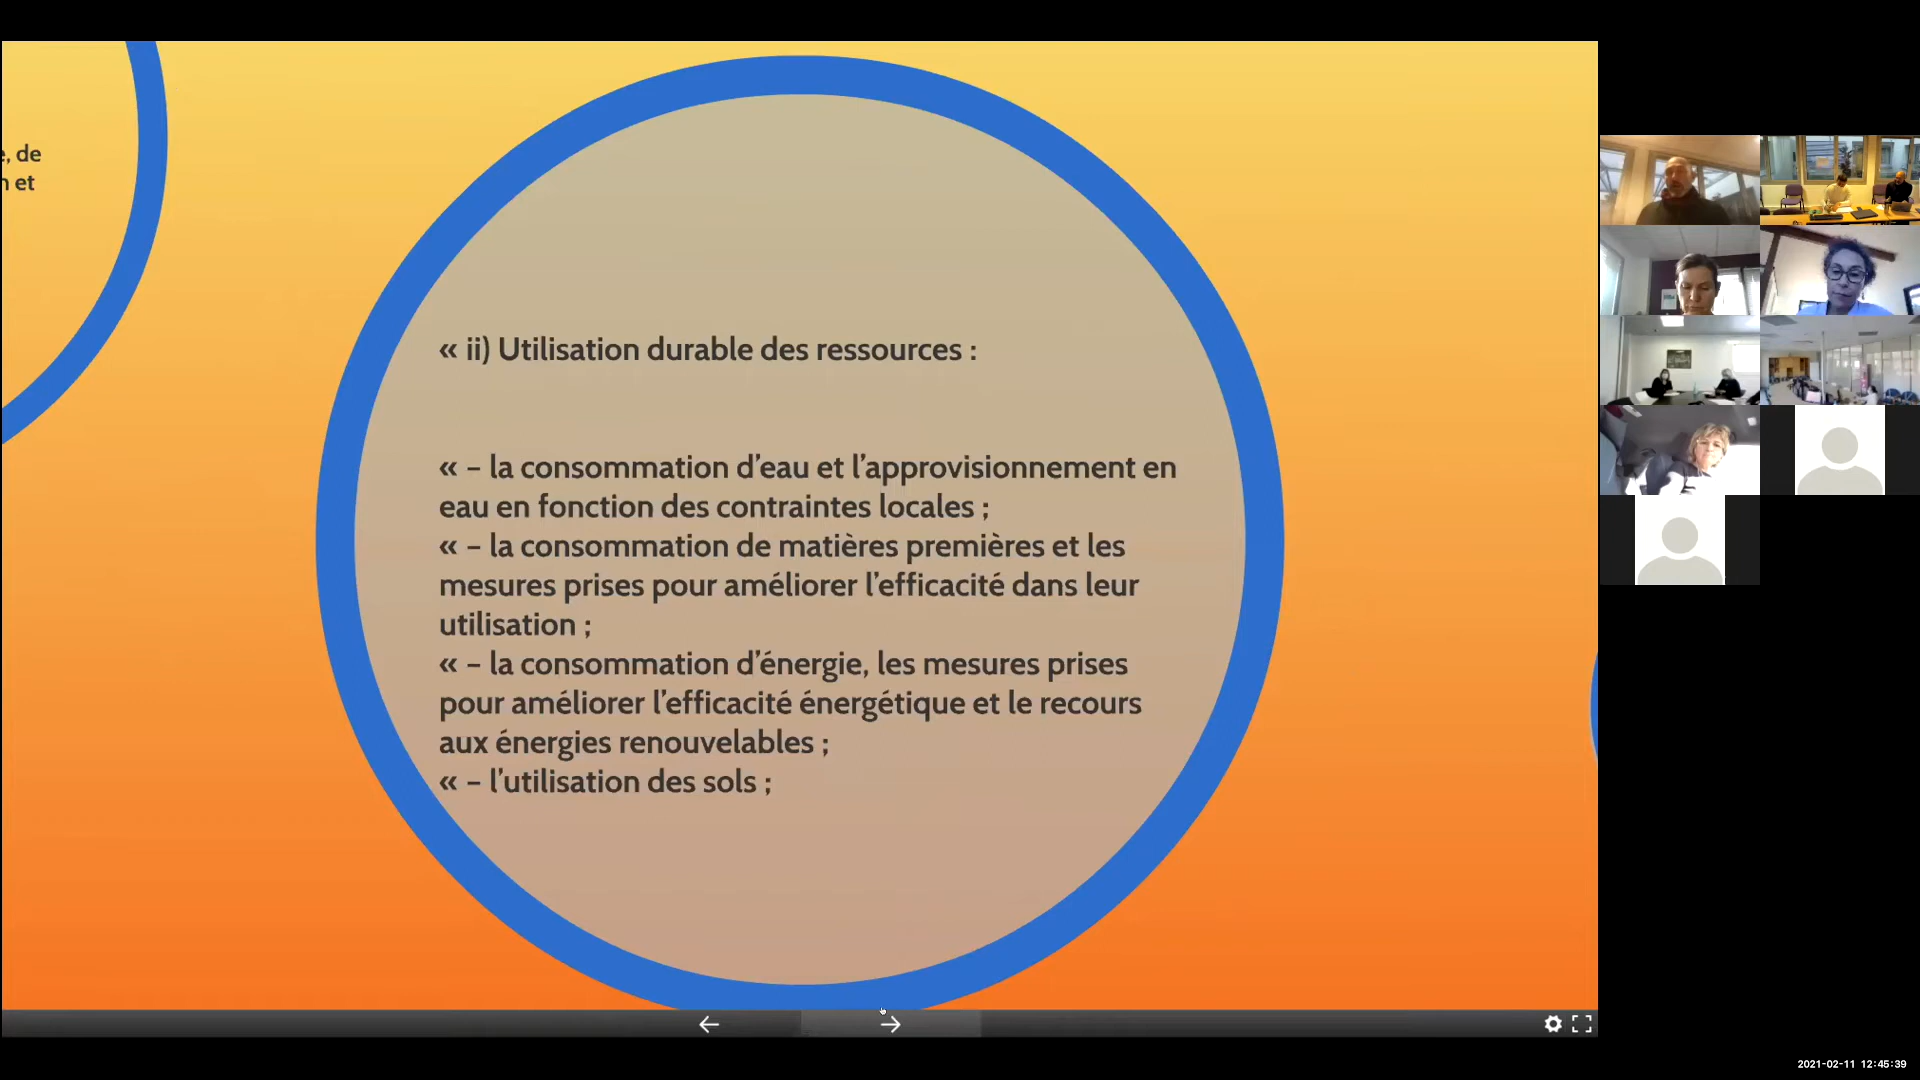 e, de
n et
« ii) Utilisation durable des ressources :
« – la consommation d’eau et l’approvisionnement en
eau en fonction des contraintes locales ;
« – la consommation de matières premières et les
mesures prises pour améliorer l’efficacité dans leur
utilisation ;
« – la consommation d’énergie, les mesures prises
pour améliorer l’efficacité énergétique et le recours
aux énergies renouvelables ;
« – l’utilisation des sols ;
2021-02-11 12:45:39